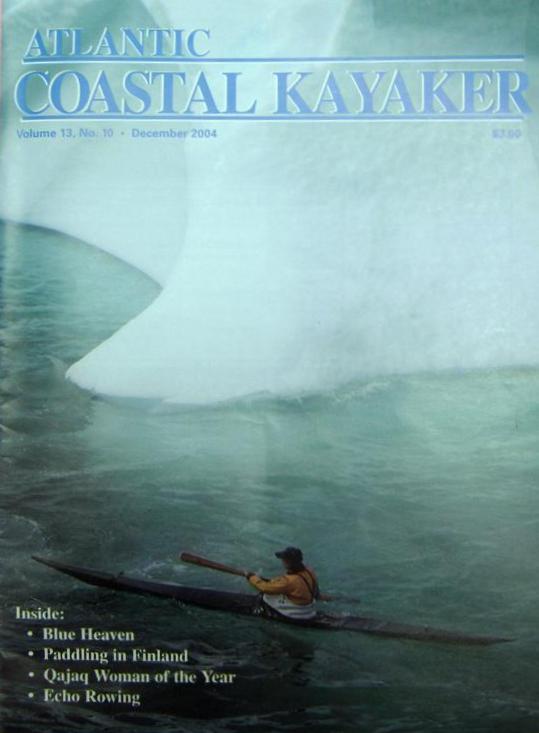 ATLANTIC
COASTAL KAYAKER
Volume 13, No. 10 • December 2004
Inside:
• Blue Heaven
• Paddling in Finland
• Qajaq Woman of the Year
• Echo Rowing